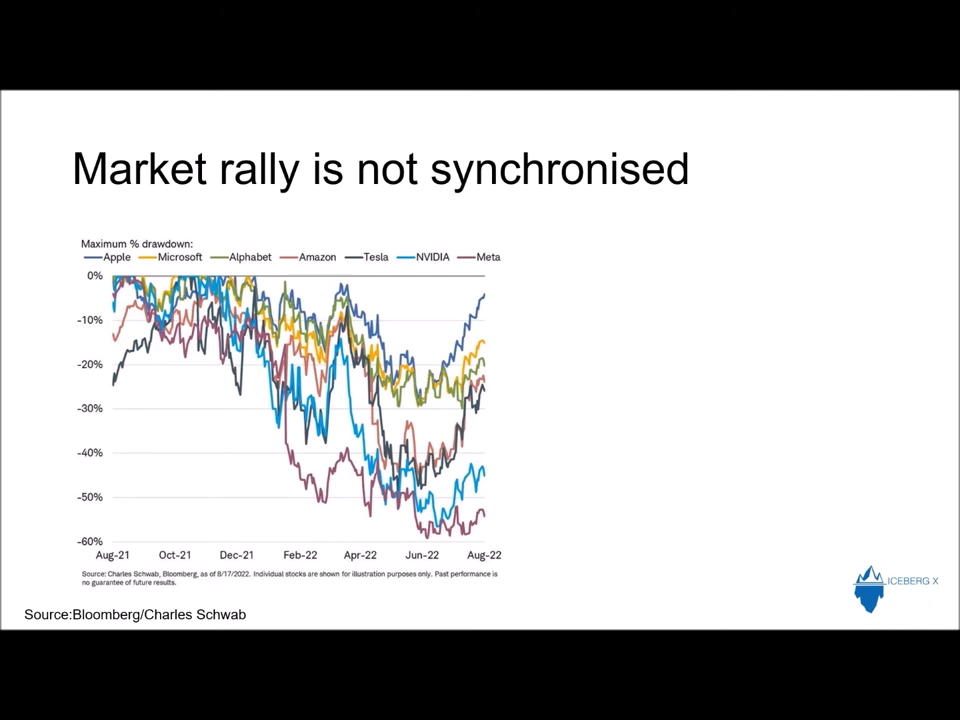 Market rally is not synchronised
Maximum % drawdown:
Apple Microsoft Alphabet Amazon Tesla NVIDIA Meta
0%
-10%
-20%
-30%
-40%
-50%
-60%
Aug-21 Oct-21 Dec-21 Feb-22 Apr-22 Jun-22 Aug-22
Source: Charles Schwab, Bloomberg, as of 8/17/2022. Individual stocks are shown for illustration purposes only. Past performance is
no guarantee of future results.
ICEBERG X
Source:Bloomberg/Charles Schwab